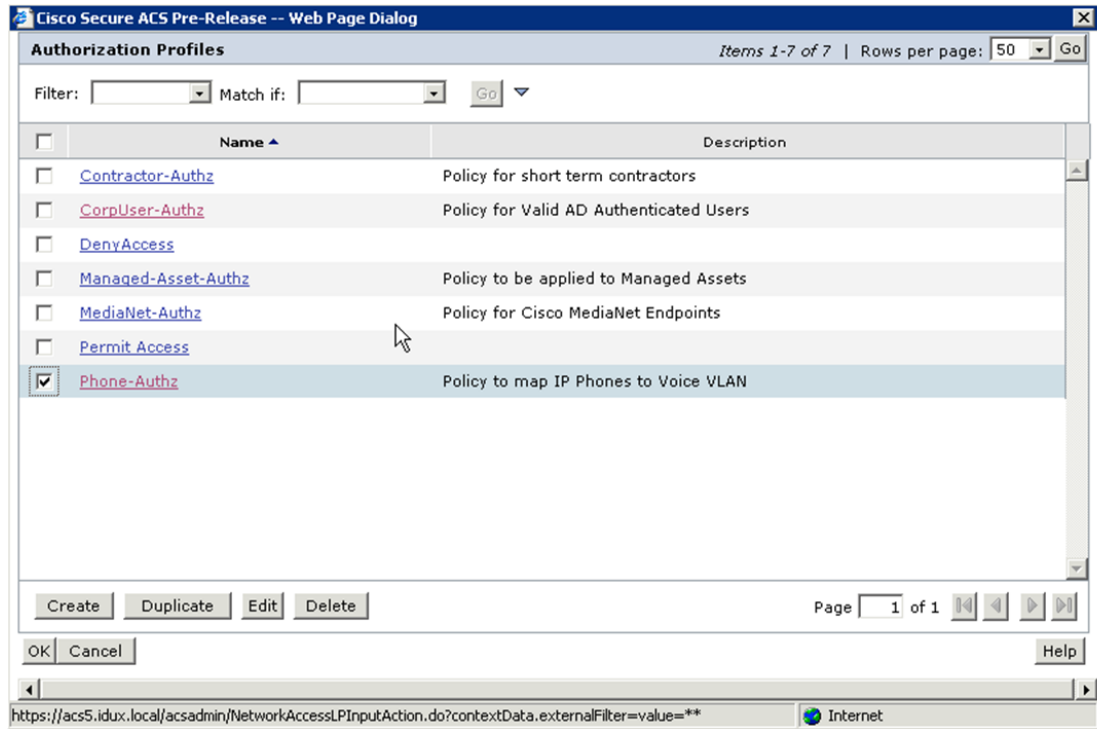 Cisco Secure ACS Pre-Release -- Web Page Dialog
Authorization Profiles Items 1-7 of 7 | Rows per page: 50 Go
Filter: Match if: Go
Name Description
Contractor-Authz Policy for short term contractors
CorpUser-Authz Policy for Valid AD Authenticated Users
DenyAccess
Managed-Asset-Authz Policy to be applied to Managed Assets
MediaNet-Authz Policy for Cisco MediaNet Endpoints
Permit Access
Phone-Authz Policy to map IP Phones to Voice VLAN
Create Duplicate Edit Delete Page 1 of 1
OK Cancel Help
https://acs5.idux.local/acsadmin/NetworkAccessLPInputAction.do?contextData.externalFilter=value=** Internet